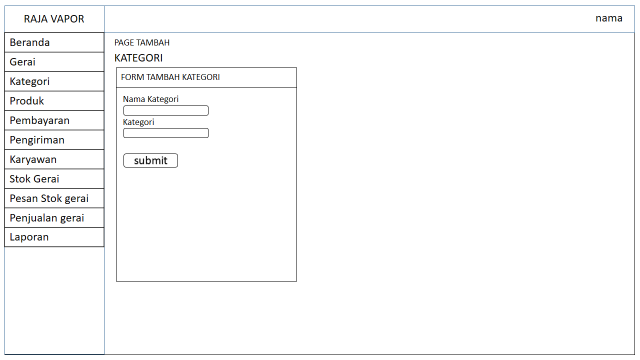 RAJA VAPOR
nama
Beranda
Gerai
Kategori
Produk
Pembayaran
Pengiriman
Karyawan
Stok Gerai
Pesan Stok gerai
Penjualan gerai
Laporan
PAGE TAMBAH
KATEGORI
FORM TAMBAH KATEGORI
Nama Kategori
Kategori
submit